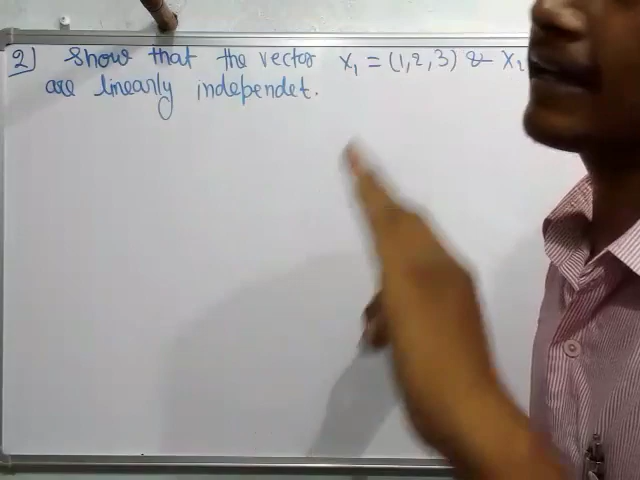 2) Show that the vector X₁ = (1,2,3) & X₂
are linearly independet.